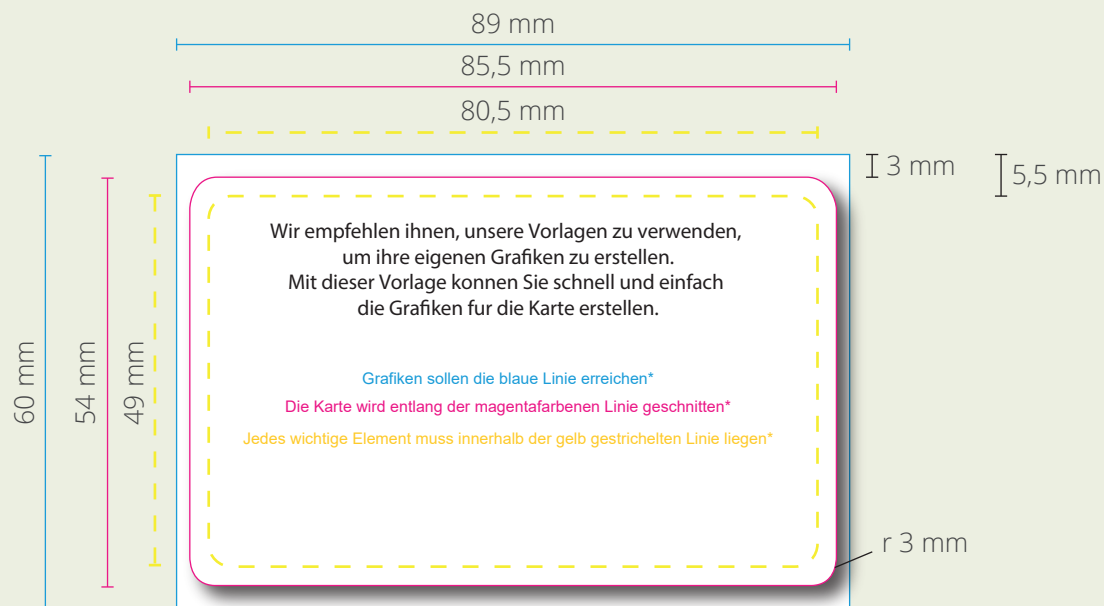 89 mm
85,5 mm
80,5 mm
3 mm
5,5 mm
Wir empfehlen ihnen, unsere Vorlagen zu verwenden,
um ihre eigenen Grafiken zu erstellen.
Mit dieser Vorlage konnen Sie schnell und einfach
die Grafiken fur die Karte erstellen.
60 mm
54 mm
49 mm
Grafiken sollen die blaue Linie erreichen*
Die Karte wird entlang der magentafarbenen Linie geschnitten*
Jedes wichtige Element muss innerhalb der gelb gestrichelten Linie liegen*
r 3 mm